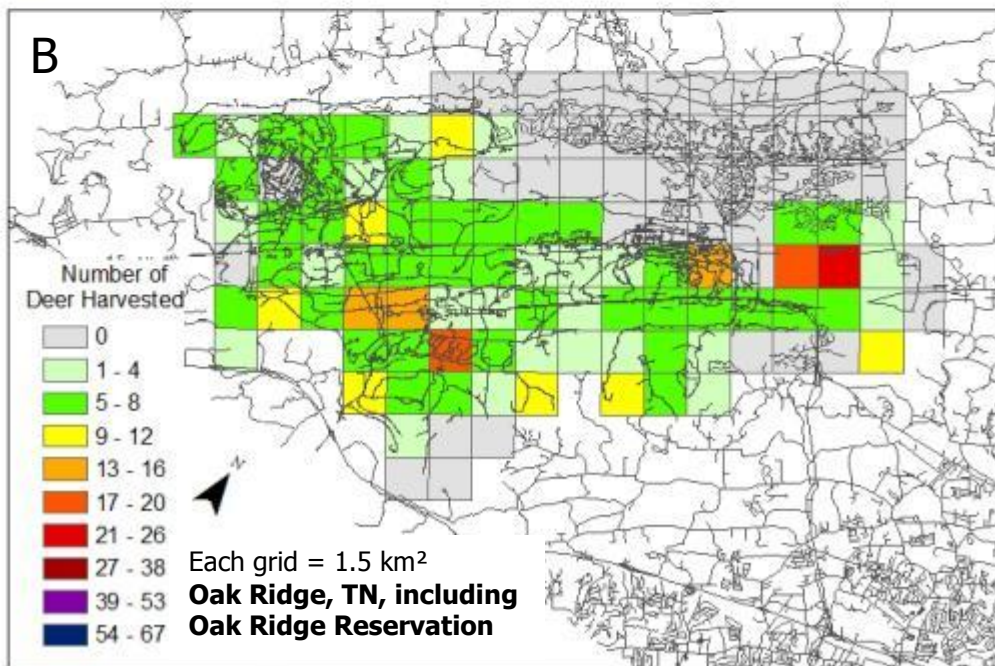 B
Number of
Deer Harvested
0
1 - 4
5 - 8
9 - 12
13 - 16
17 - 20
21 - 26
27 - 38
39 - 53
54 - 67
N
Each grid = 1.5 km²
Oak Ridge, TN, including
Oak Ridge Reservation